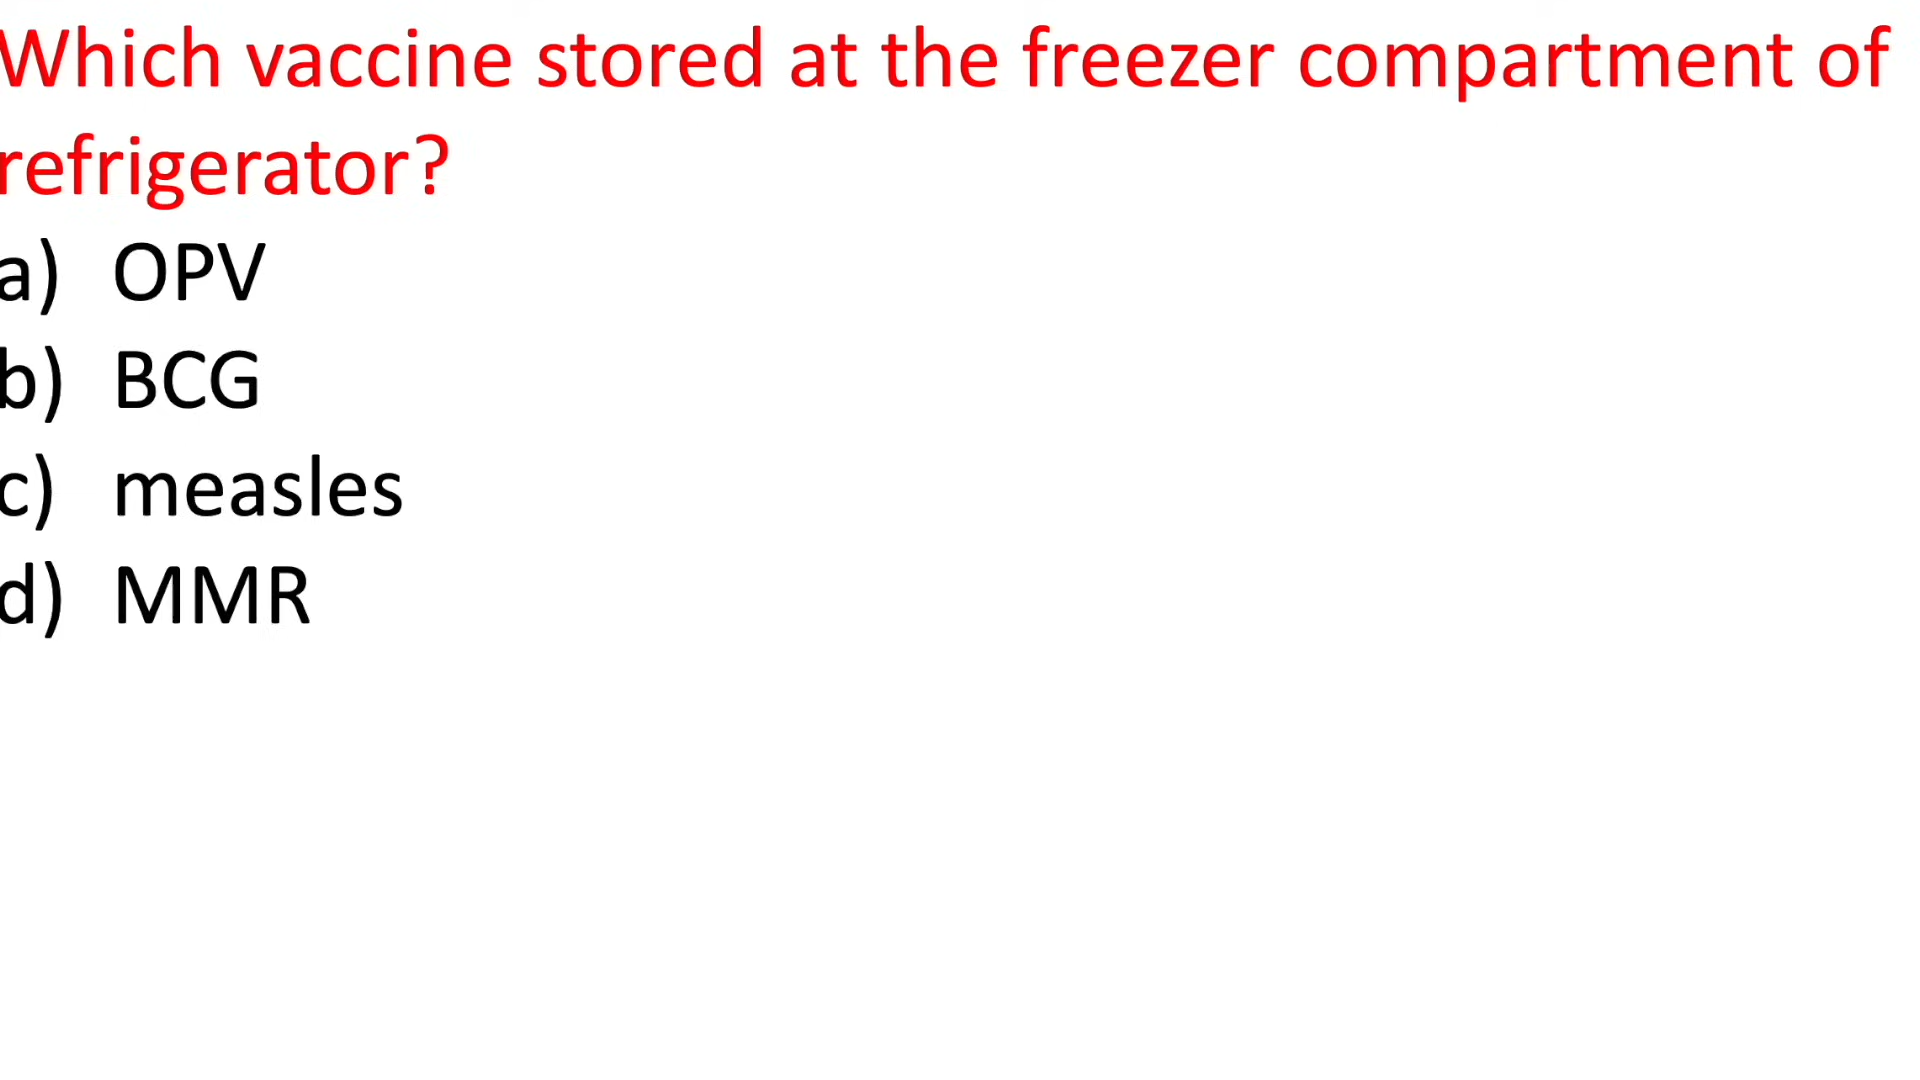 Which vaccine stored at the freezer compartment of
refrigerator?
a) OPV
b) BCG
c) measles
d) MMR